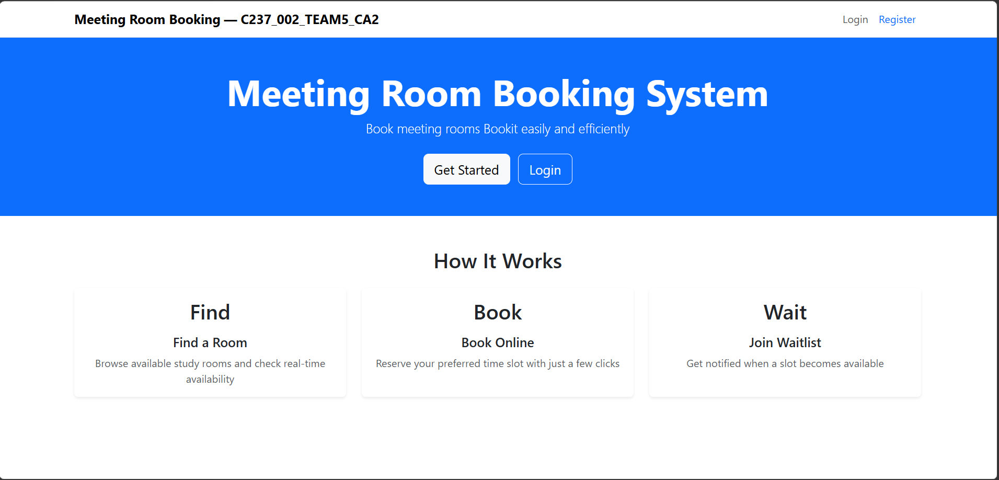 Meeting Room Booking — C237_002_TEAM5_CA2
Login
Register
Meeting Room Booking System
Book meeting rooms Bookit easily and efficiently
Get Started
Login
How It Works
Find
Find a Room
Browse available study rooms and check real-time
availability
Book
Book Online
Reserve your preferred time slot with just a few clicks
Wait
Join Waitlist
Get notified when a slot becomes available